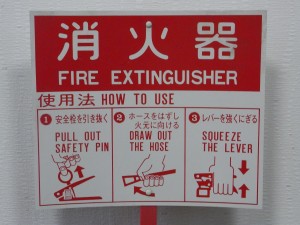 消火器
FIRE EXTINGUISHER
使用法 HOW TO USE
1 安全栓を引き抜く
PULL OUT
SAFETY PIN
2 ホースをはずし
火元に向ける
DRAW OUT
THE HOSE
3 レバーを強くにぎる
SQUEEZE
THE LEVER